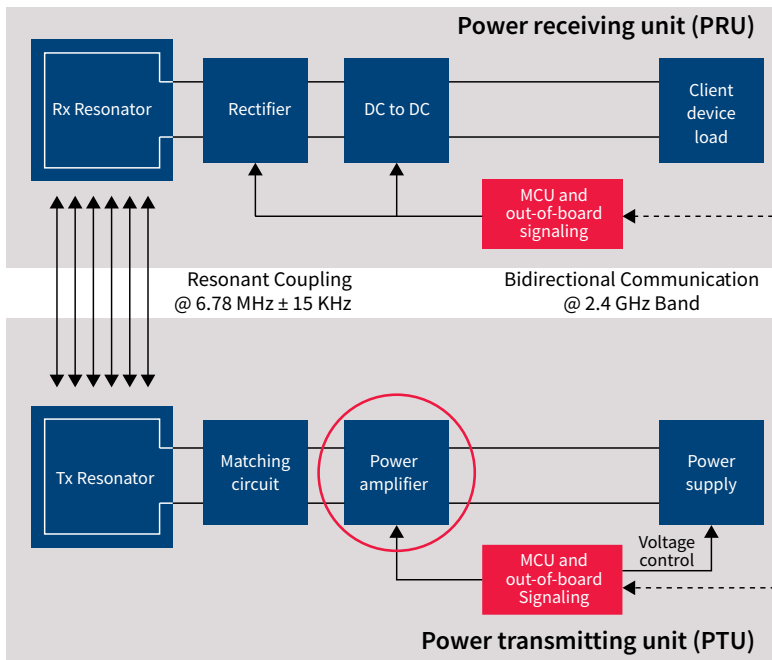 Power receiving unit (PRU)
Rx Resonator
Rectifier
DC to DC
Client
device
load
MCU and
out-of-board
signaling
Resonant Coupling
@ 6.78 MHz ± 15 KHz
Bidirectional Communication
@ 2.4 GHz Band
Tx Resonator
Matching
circuit
Power
amplifier
Power
supply
Voltage
control
MCU and
out-of-board
Signaling
Power transmitting unit (PTU)